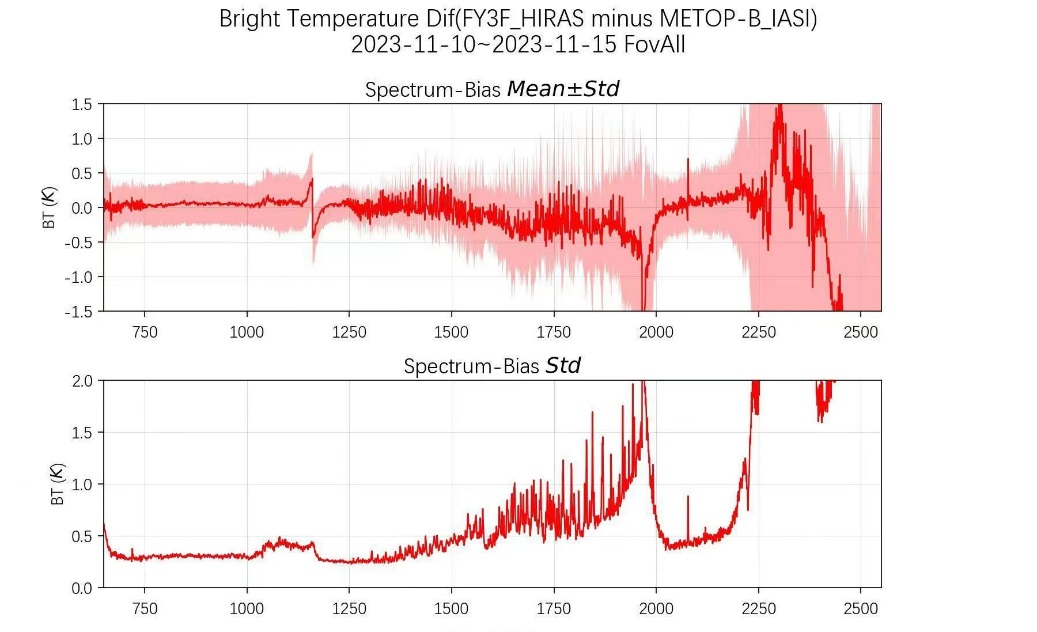 Bright Temperature Dif(FY3F_HIRAS minus METOP-B_IASI)
2023-11-10~2023-11-15 FovAll
Spectrum-Bias Mean±Std
1.5
1.0
0.5
0.0
-0.5
-1.0
-1.5
BT (K)
750 1000 1250 1500 1750 2000 2250 2500
Spectrum-Bias Std
2.0
1.5
1.0
0.5
0.0
BT (K)
750 1000 1250 1500 1750 2000 2250 2500